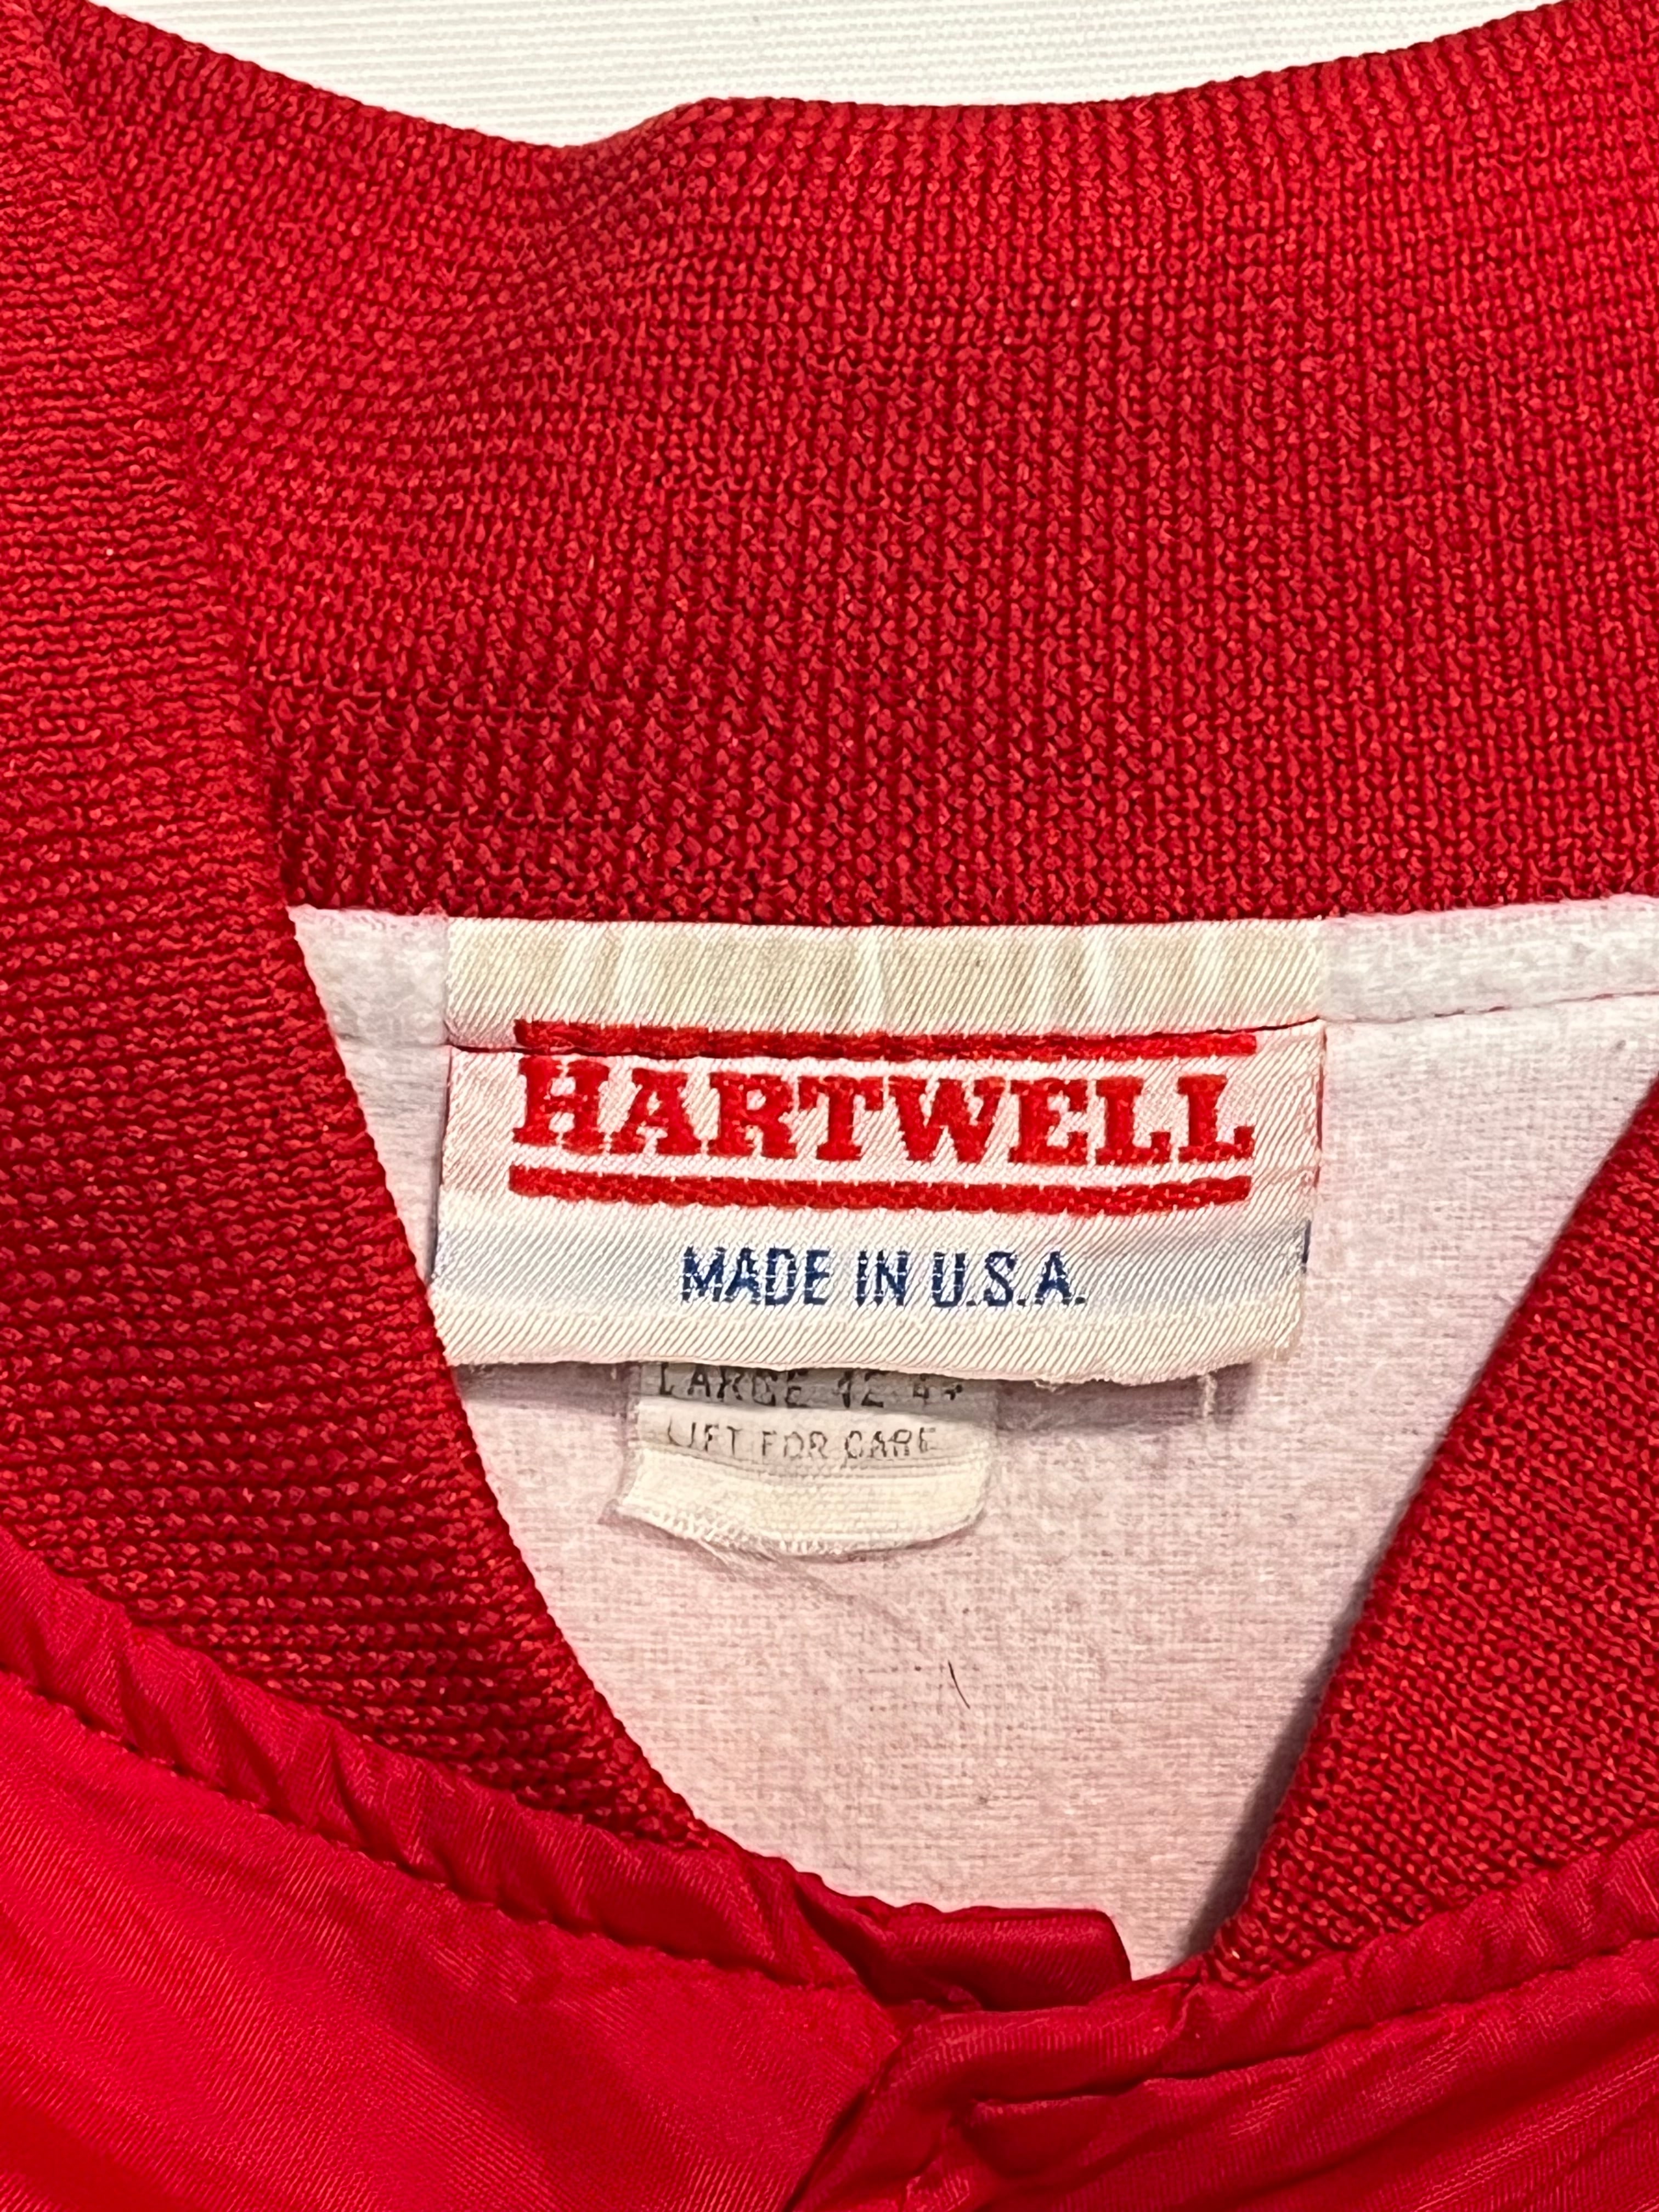 HARTWELL
MADE IN U.S.A.
LARGE 42-44
LIFT FOR CARE